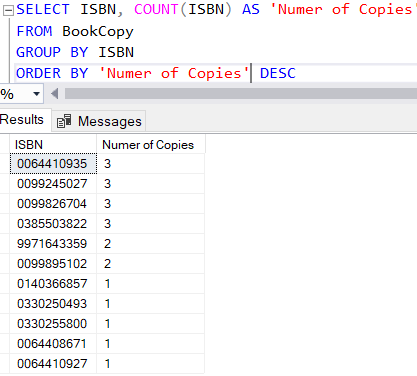 SELECT ISBN, COUNT(ISBN) AS 'Numer of Copies'
FROM BookCopy
GROUP BY ISBN
ORDER BY 'Numer of Copies' DESC
%
Results Messages
ISBN Numer of Copies
0064410935 3
0099245027 3
0099826704 3
0385503822 3
9971643359 2
0099895102 2
0140366857 1
0330250493 1
0330255800 1
0064408671 1
0064410927 1